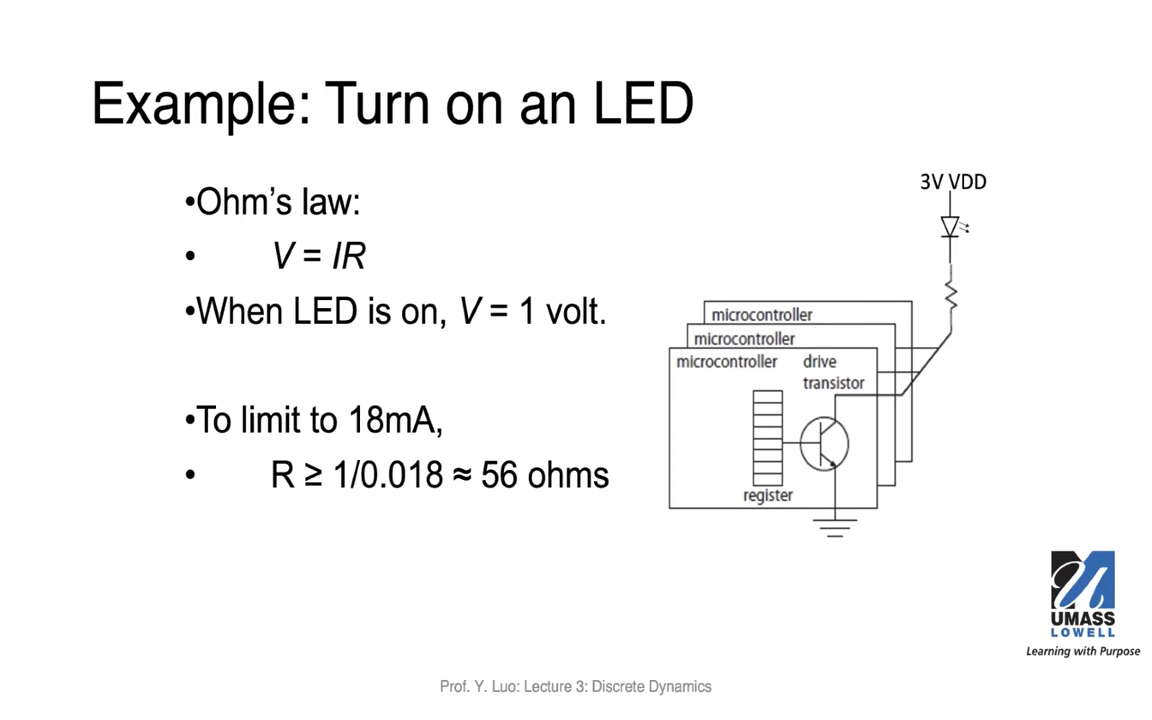 Example: Turn on an LED
•Ohm's law:
• V = IR
•When LED is on, V = 1 volt.
•To limit to 18mA,
• R ≥ 1/0.018 ≈ 56 ohms
3V VDD
microcontroller
microcontroller
microcontroller
drive
transistor
register
UMASS
LOWELL
Learning with Purpose
Prof. Y. Luo: Lecture 3: Discrete Dynamics